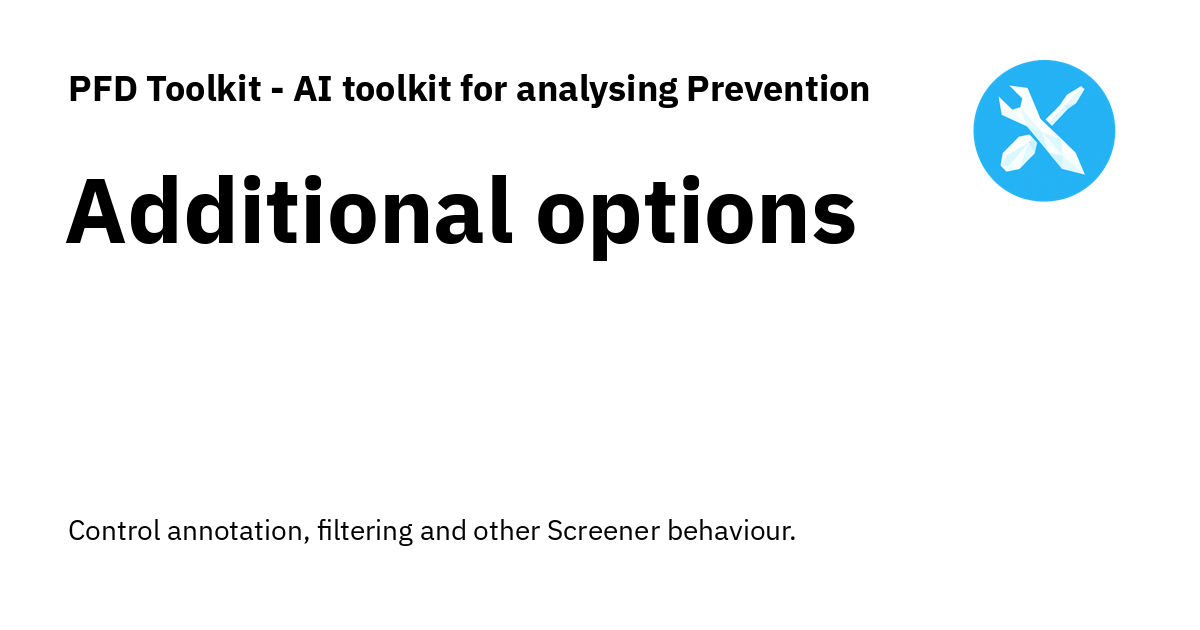 PFD Toolkit - AI toolkit for analysing Prevention
Additional options
Control annotation, filtering and other Screener behaviour.